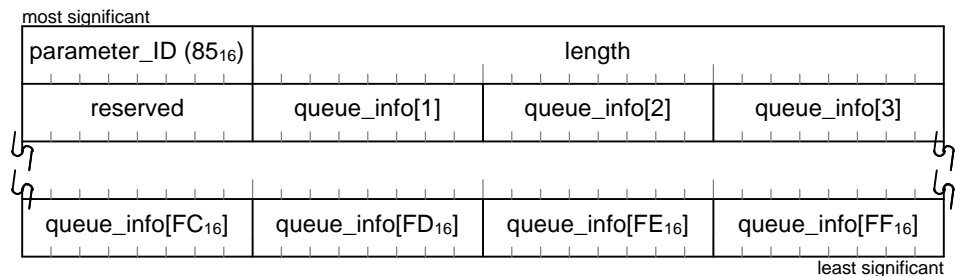 most significant
parameter_ID (85₁₆) length
reserved queue_info[1] queue_info[2] queue_info[3]
queue_info[FC₁₆] queue_info[FD₁₆] queue_info[FE₁₆] queue_info[FF₁₆]
least significant